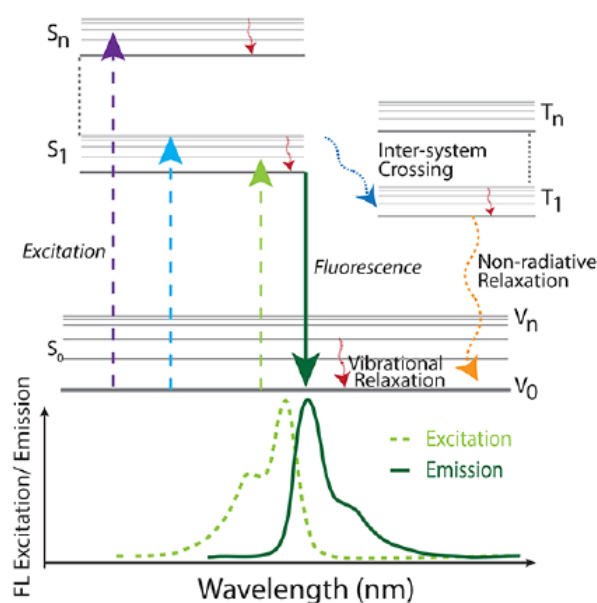 Sn
Tn
Inter-system
Crossing
S1
T1
Excitation
Fluorescence
Non-radiative
Relaxation
Vn
S0
Vibrational
Relaxation
V0
FL Excitation/ Emission
Excitation
Emission
Wavelength (nm)